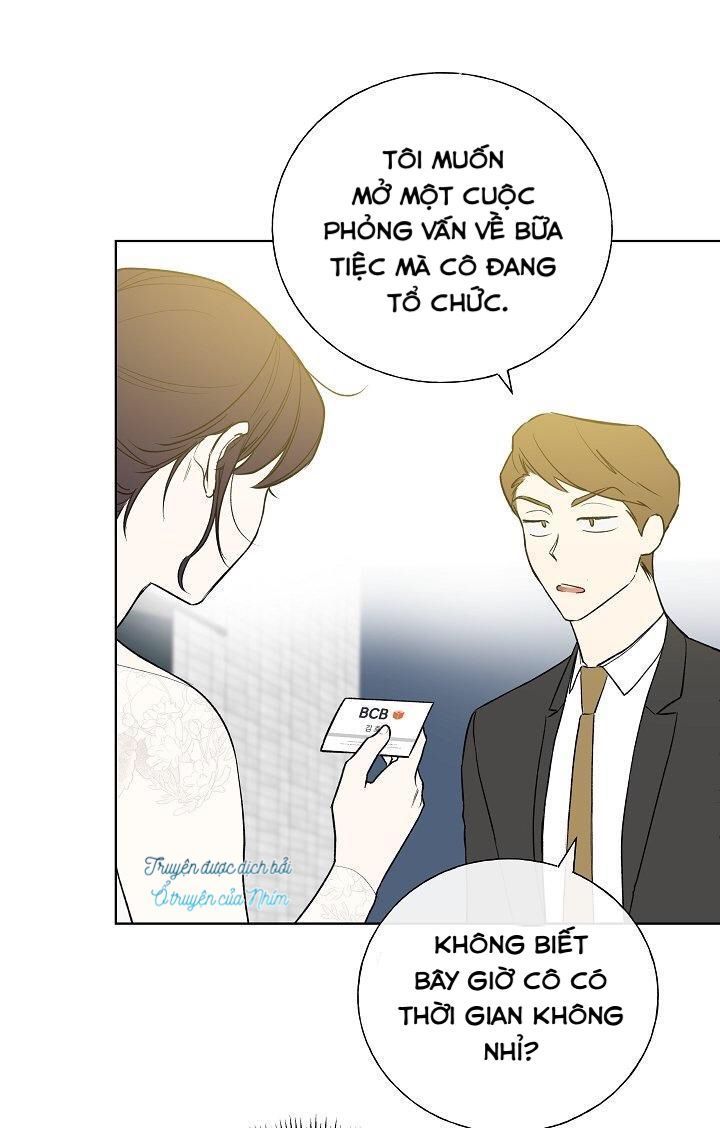 TÔI MUỐN
MỞ MỘT CUỘC
PHỎNG VẤN VỀ BỮA
TIỆC MÀ CÔ ĐANG
TỔ CHỨC.
BCB
Truyện được dịch bởi
Ổ truyện của Nhím
KHÔNG BIẾT
BÂY GIỜ CÔ CÓ
THỜI GIAN KHÔNG
NHỈ?